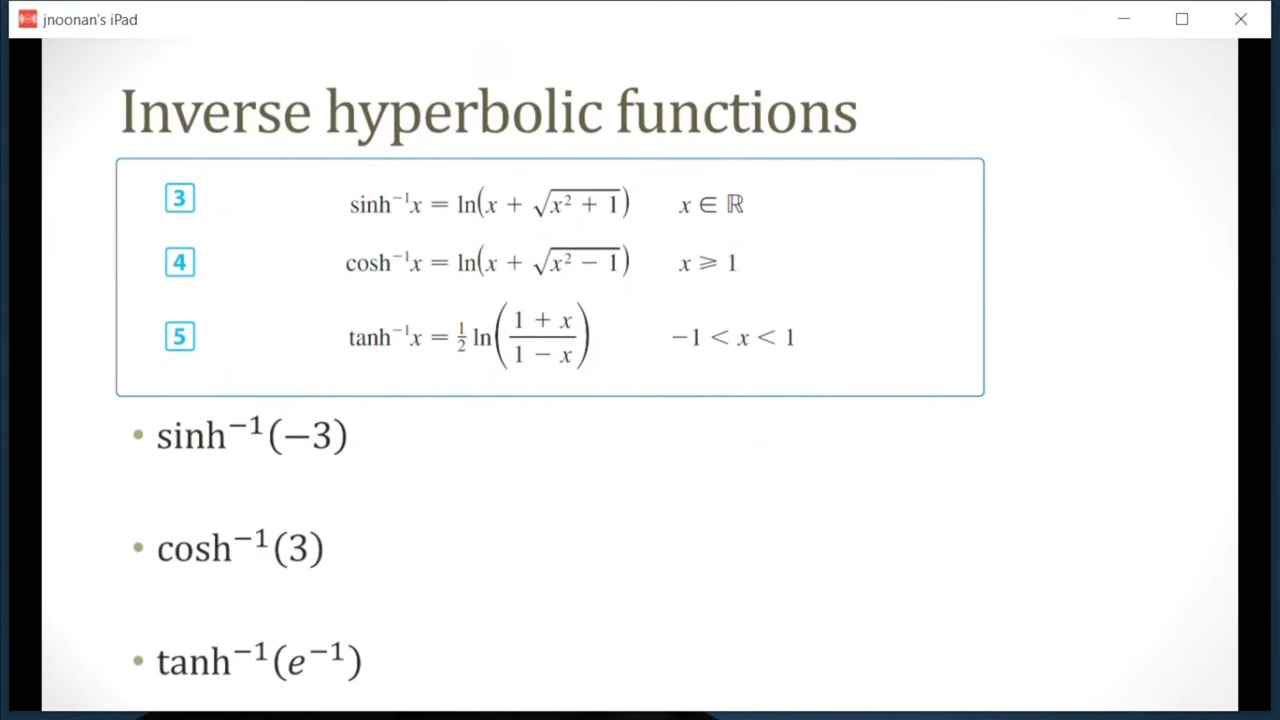 jnoonan's iPad
Inverse hyperbolic functions
3 sinh⁻¹x = ln(x + √(x² + 1)) x ∈ ℝ
4 cosh⁻¹x = ln(x + √(x² − 1)) x ⩾ 1
5 tanh⁻¹x = ½ ln((1 + x)/(1 − x)) −1 < x < 1
• sinh⁻¹(−3)
• cosh⁻¹(3)
• tanh⁻¹(e⁻¹)